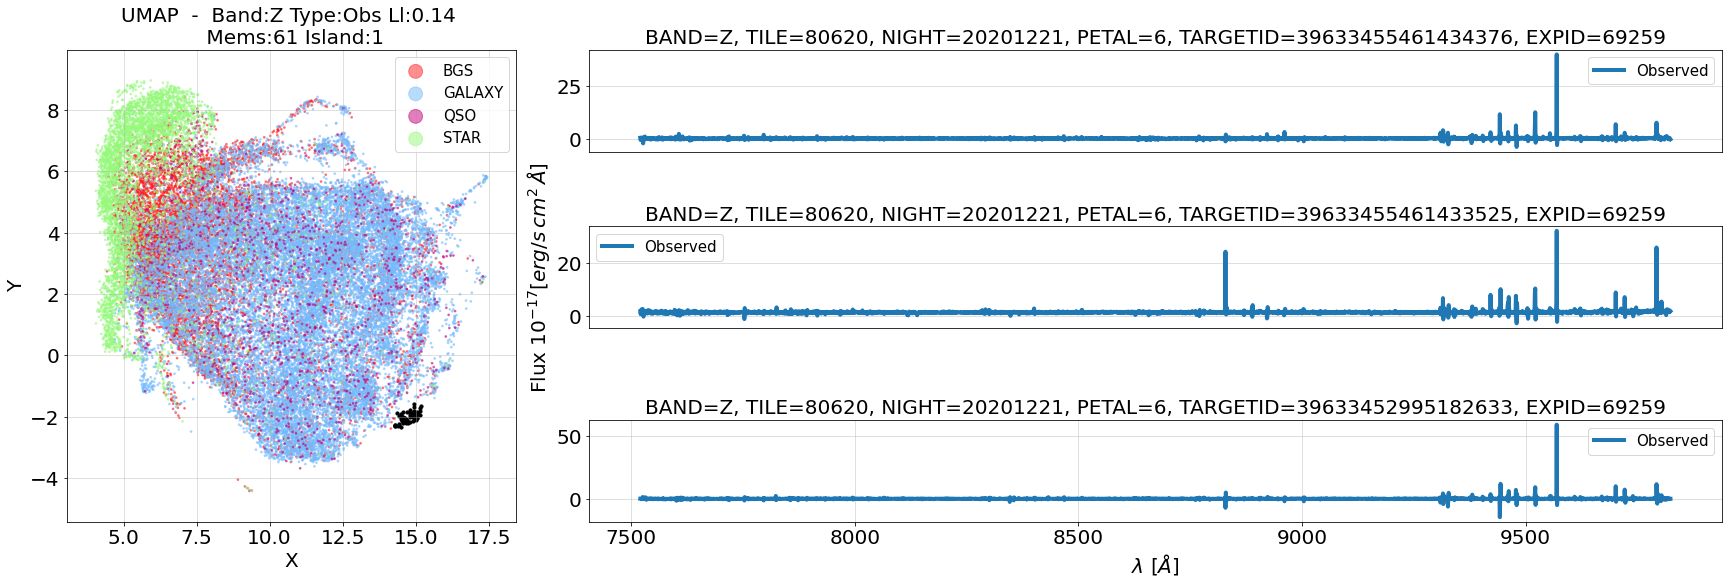 UMAP - Band:Z Type:Obs Ll:0.14
Mems:61 Island:1
BGS
GALAXY
QSO
STAR
8
6
4
2
0
−2
−4
Y
5.0 7.5 10.0 12.5 15.0 17.5
X
BAND=Z, TILE=80620, NIGHT=20201221, PETAL=6, TARGETID=39633455461434376, EXPID=69259
Observed
25
0
BAND=Z, TILE=80620, NIGHT=20201221, PETAL=6, TARGETID=39633455461433525, EXPID=69259
Observed
20
0
Flux 10⁻¹⁷[erg/s cm² Å]
BAND=Z, TILE=80620, NIGHT=20201221, PETAL=6, TARGETID=39633452995182633, EXPID=69259
Observed
50
0
7500 8000 8500 9000 9500
λ [Å]